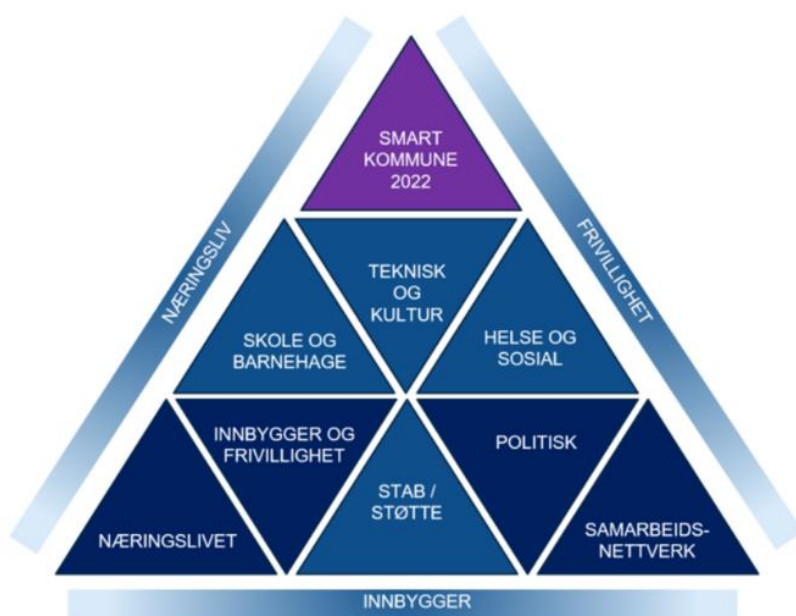 SMART
KOMMUNE
2022
NÆRINGSLIV
FRIVILLIGHET
TEKNISK
OG
KULTUR
SKOLE OG
BARNEHAGE
HELSE OG
SOSIAL
INNBYGGER OG
FRIVILLIGHET
POLITISK
STAB /
STØTTE
NÆRINGSLIVET
SAMARBEIDS-
NETTVERK
INNBYGGER